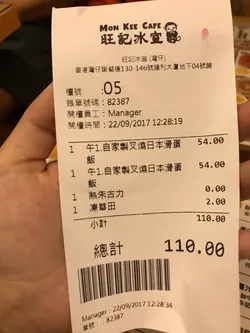 MON KEE CAFE
旺記冰室
旺記冰室 (灣仔)
香港灣仔謝斐道130-146號達利大廈地下04號舖
檯號 : 05
賬單號碼 : 82387
開檯員工 : Manager
開檯時間 : 22/09/2017 12:28:19
1 午1.自家製叉燒日本滑蛋 54.00
飯
1 午1.自家製叉燒日本滑蛋 54.00
飯
1 熱朱古力 0.00
1 凍華田 2.00
小計 110.00
總計 110.00
Manager : 22/09/2017 12:28:34
單號 : 82387